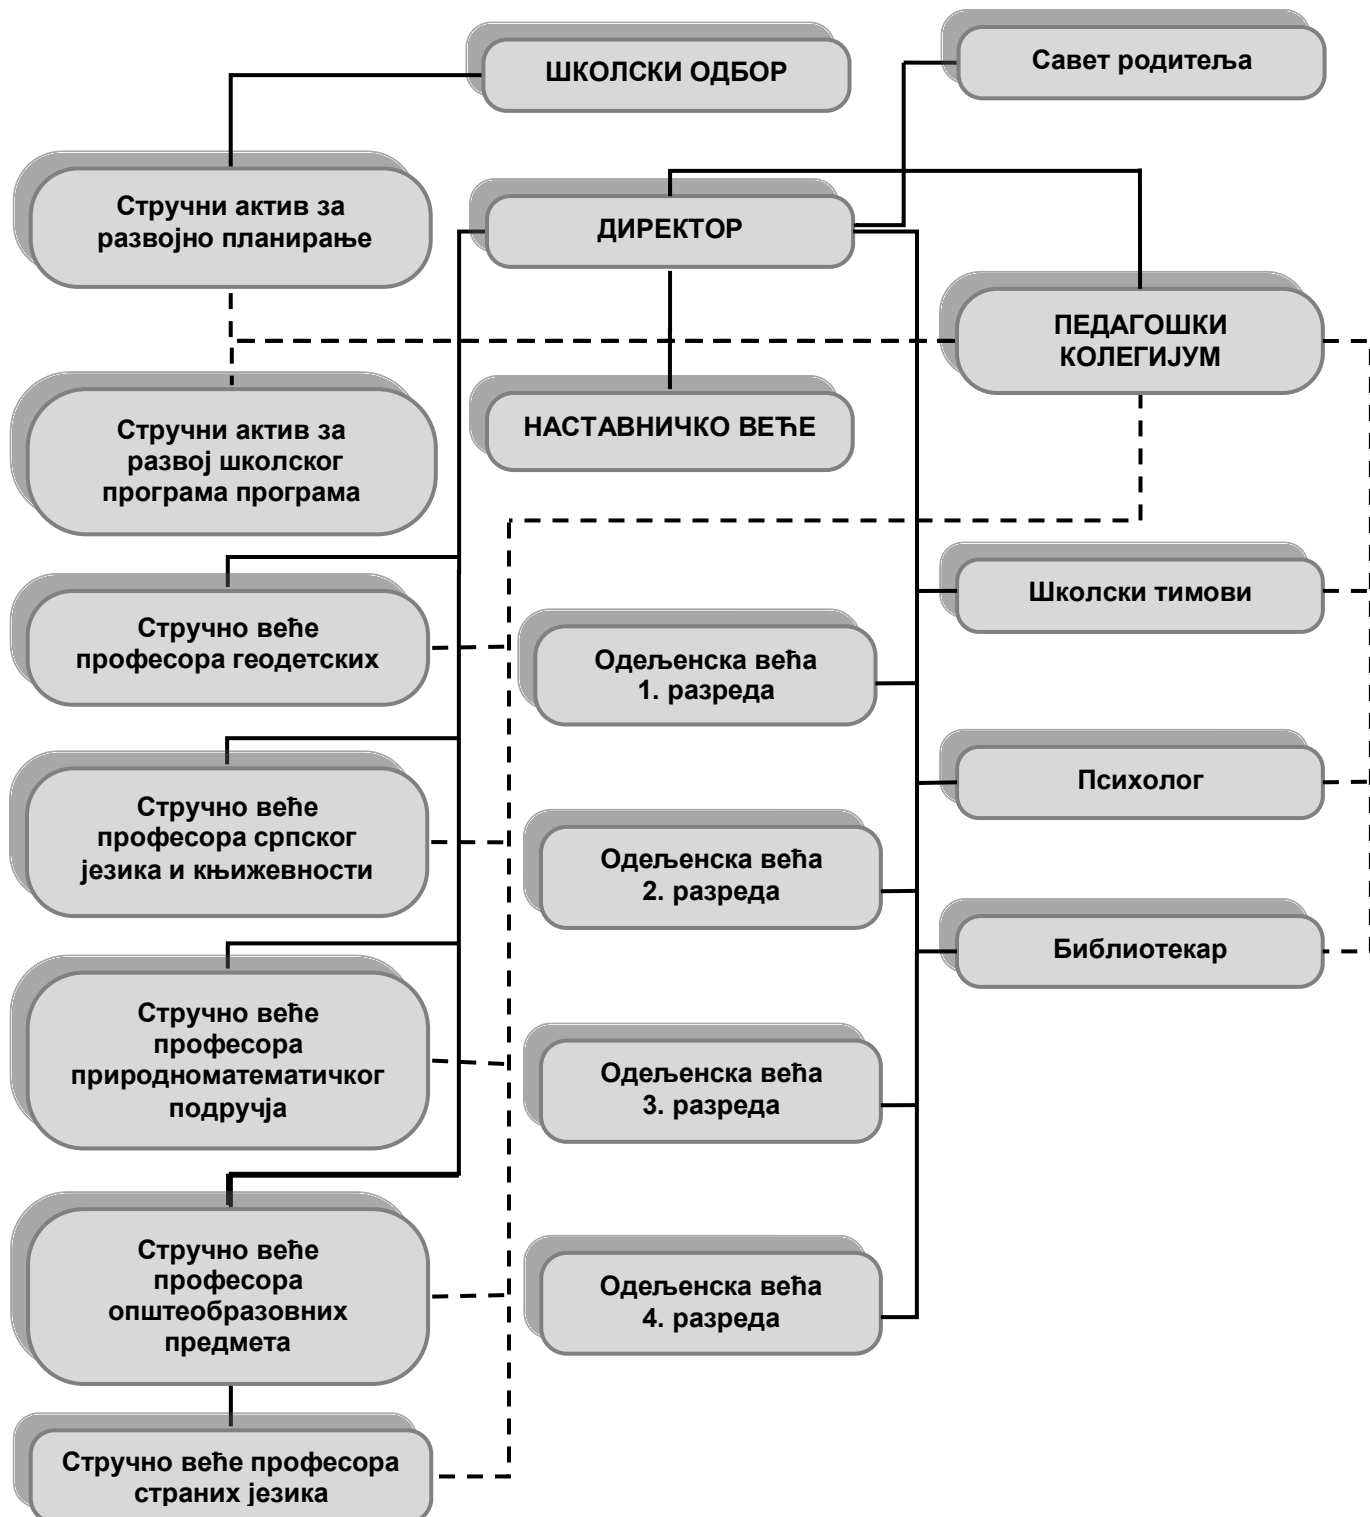 ШКОЛСКИ ОДБОР
Савет родитеља
Стручни актив за
развојно планирање
ДИРЕКТОР
ПЕДАГОШКИ
КОЛЕГИЈУМ
Стручни актив за
развој школског
програма програма
НАСТАВНИЧКО ВЕЋЕ
Стручно веће
професора геодетских
Школски тимови
Одељенска већа
1. разреда
Стручно веће
професора српског
језика и књижевности
Психолог
Одељенска већа
2. разреда
Библиотекар
Стручно веће
професора
природноматематичког
подручја
Одељенска већа
3. разреда
Стручно веће
професора
општеобразовних
предмета
Одељенска већа
4. разреда
Стручно веће професора
страних језика